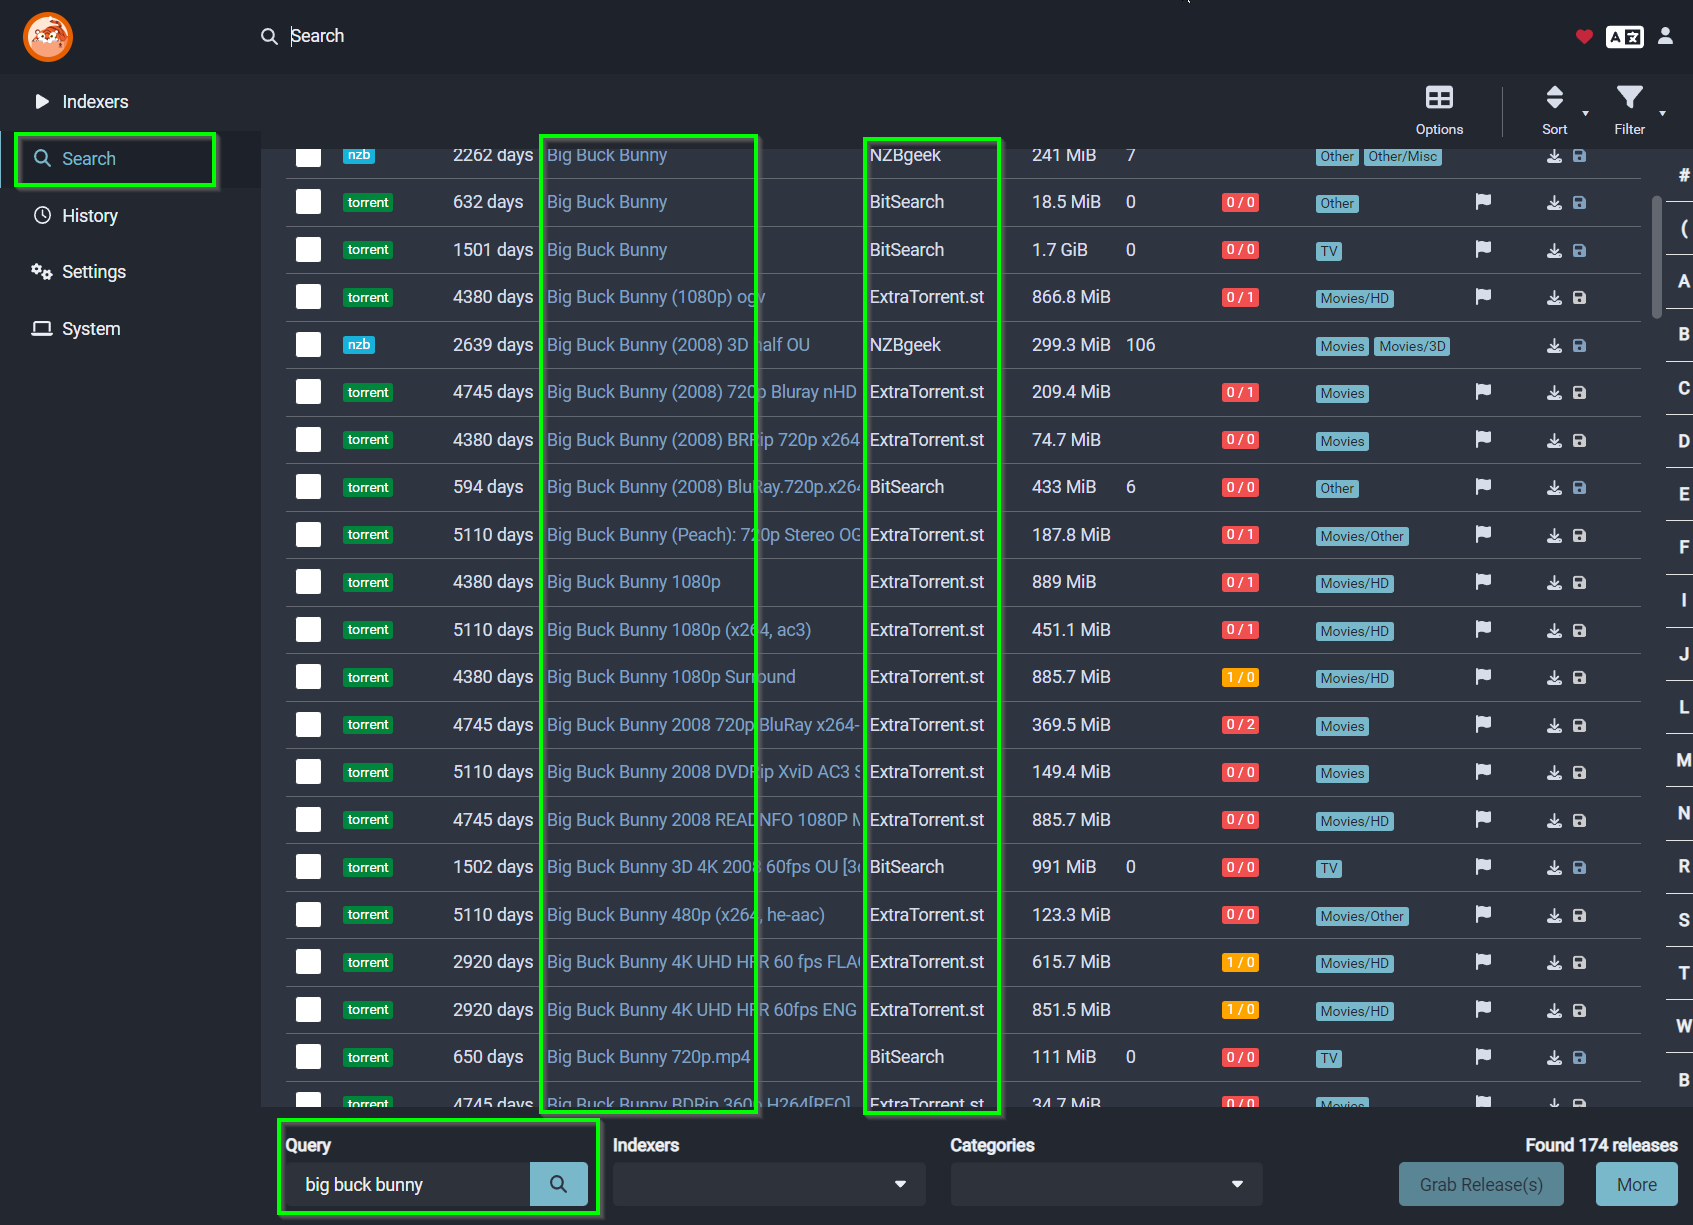 Search
Indexers
Search
History
Settings
System
Options
Sort
Filter
nzb 2262 days Big Buck Bunny NZBgeek 241 MiB 7 Other Other/Misc
torrent 632 days Big Buck Bunny BitSearch 18.5 MiB 0 0 / 0 Other
torrent 1501 days Big Buck Bunny BitSearch 1.7 GiB 0 0 / 0 TV
torrent 4380 days Big Buck Bunny (1080p) ogv ExtraTorrent.st 866.8 MiB 0 / 1 Movies/HD
nzb 2639 days Big Buck Bunny (2008) 3D half OU NZBgeek 299.3 MiB 106 Movies Movies/3D
torrent 4745 days Big Buck Bunny (2008) 720p Bluray nHD ExtraTorrent.st 209.4 MiB 0 / 1 Movies
torrent 4380 days Big Buck Bunny (2008) BRRip 720p x264 ExtraTorrent.st 74.7 MiB 0 / 0 Movies
torrent 594 days Big Buck Bunny (2008) BluRay.720p.x264 BitSearch 433 MiB 6 0 / 0 Other
torrent 5110 days Big Buck Bunny (Peach): 720p Stereo OG ExtraTorrent.st 187.8 MiB 0 / 1 Movies/Other
torrent 4380 days Big Buck Bunny 1080p ExtraTorrent.st 889 MiB 0 / 1 Movies/HD
torrent 5110 days Big Buck Bunny 1080p (x264, ac3) ExtraTorrent.st 451.1 MiB 0 / 1 Movies/HD
torrent 4380 days Big Buck Bunny 1080p Surround ExtraTorrent.st 885.7 MiB 1 / 0 Movies/HD
torrent 4745 days Big Buck Bunny 2008 720p BluRay x264- ExtraTorrent.st 369.5 MiB 0 / 2 Movies
torrent 5110 days Big Buck Bunny 2008 DVDRip XviD AC3 S ExtraTorrent.st 149.4 MiB 0 / 0 Movies
torrent 4745 days Big Buck Bunny 2008 READNFO 1080P M ExtraTorrent.st 885.7 MiB 0 / 0 Movies/HD
torrent 1502 days Big Buck Bunny 3D 4K 2008 60fps OU [3 BitSearch 991 MiB 0 0 / 0 TV
torrent 5110 days Big Buck Bunny 480p (x264, he-aac) ExtraTorrent.st 123.3 MiB 0 / 0 Movies/Other
torrent 2920 days Big Buck Bunny 4K UHD HFR 60 fps FLAC ExtraTorrent.st 615.7 MiB 1 / 0 Movies/HD
torrent 2920 days Big Buck Bunny 4K UHD HFR 60fps ENG ExtraTorrent.st 851.5 MiB 1 / 0 Movies/HD
torrent 650 days Big Buck Bunny 720p.mp4 BitSearch 111 MiB 0 0 / 0 TV
torrent 4745 days Big Buck Bunny BDRip 360p H264 ExtraTorrent.st 34.7 MiB 0 / 0 Movies
#
(
A
B
C
D
E
F
I
J
L
M
N
R
S
T
W
B
Query
big buck bunny
Indexers
Categories
Found 174 releases
Grab Release(s)
More